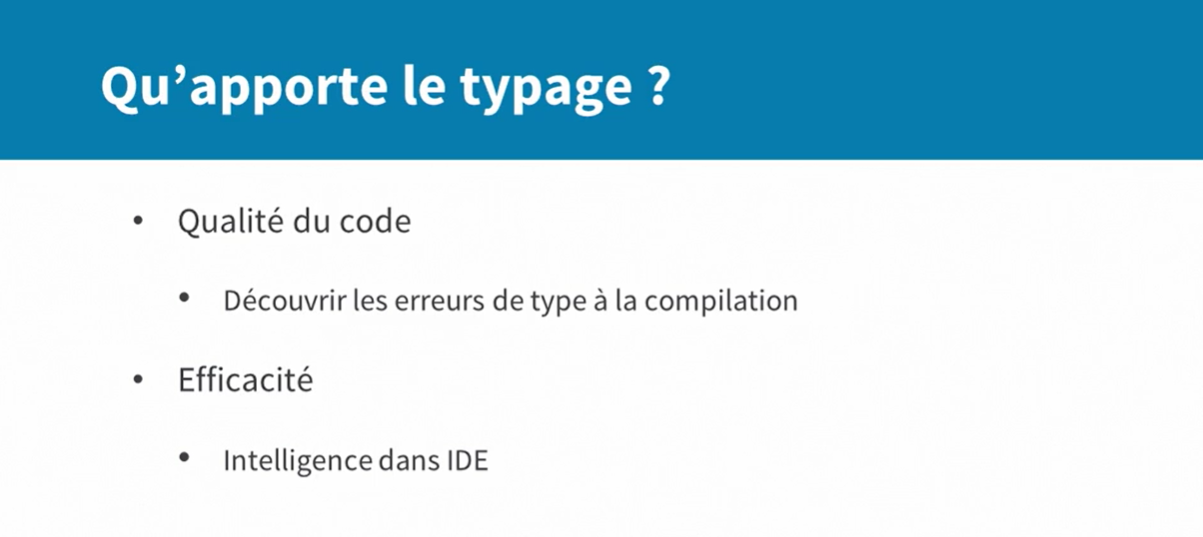 Qu’apporte le typage ?
• Qualité du code
• Découvrir les erreurs de type à la compilation
• Efficacité
• Intelligence dans IDE